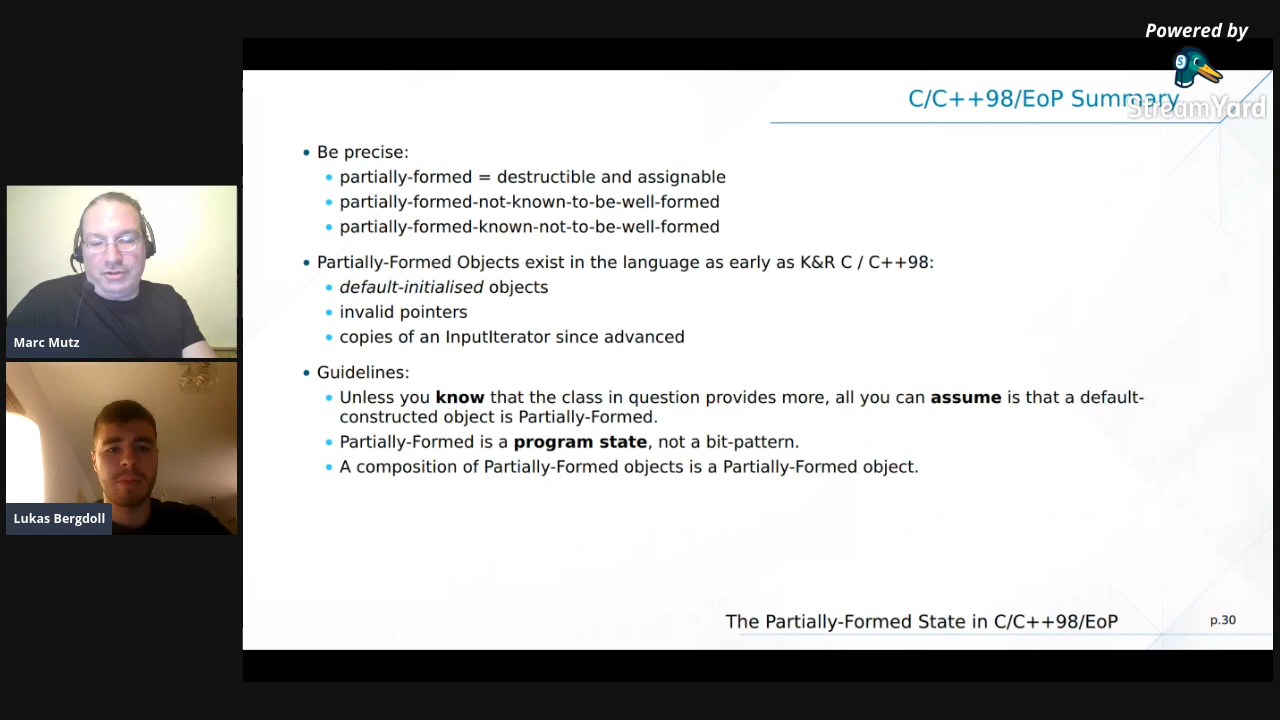 Powered by
StreamYard
C/C++98/EoP Summary
• Be precise:
• partially-formed = destructible and assignable
• partially-formed-not-known-to-be-well-formed
• partially-formed-known-not-to-be-well-formed
• Partially-Formed Objects exist in the language as early as K&R C / C++98:
• default-initialised objects
• invalid pointers
• copies of an InputIterator since advanced
• Guidelines:
• Unless you know that the class in question provides more, all you can assume is that a default-
constructed object is Partially-Formed.
• Partially-Formed is a program state, not a bit-pattern.
• A composition of Partially-Formed objects is a Partially-Formed object.
The Partially-Formed State in C/C++98/EoP
p.30
Marc Mutz
Lukas Bergdoll